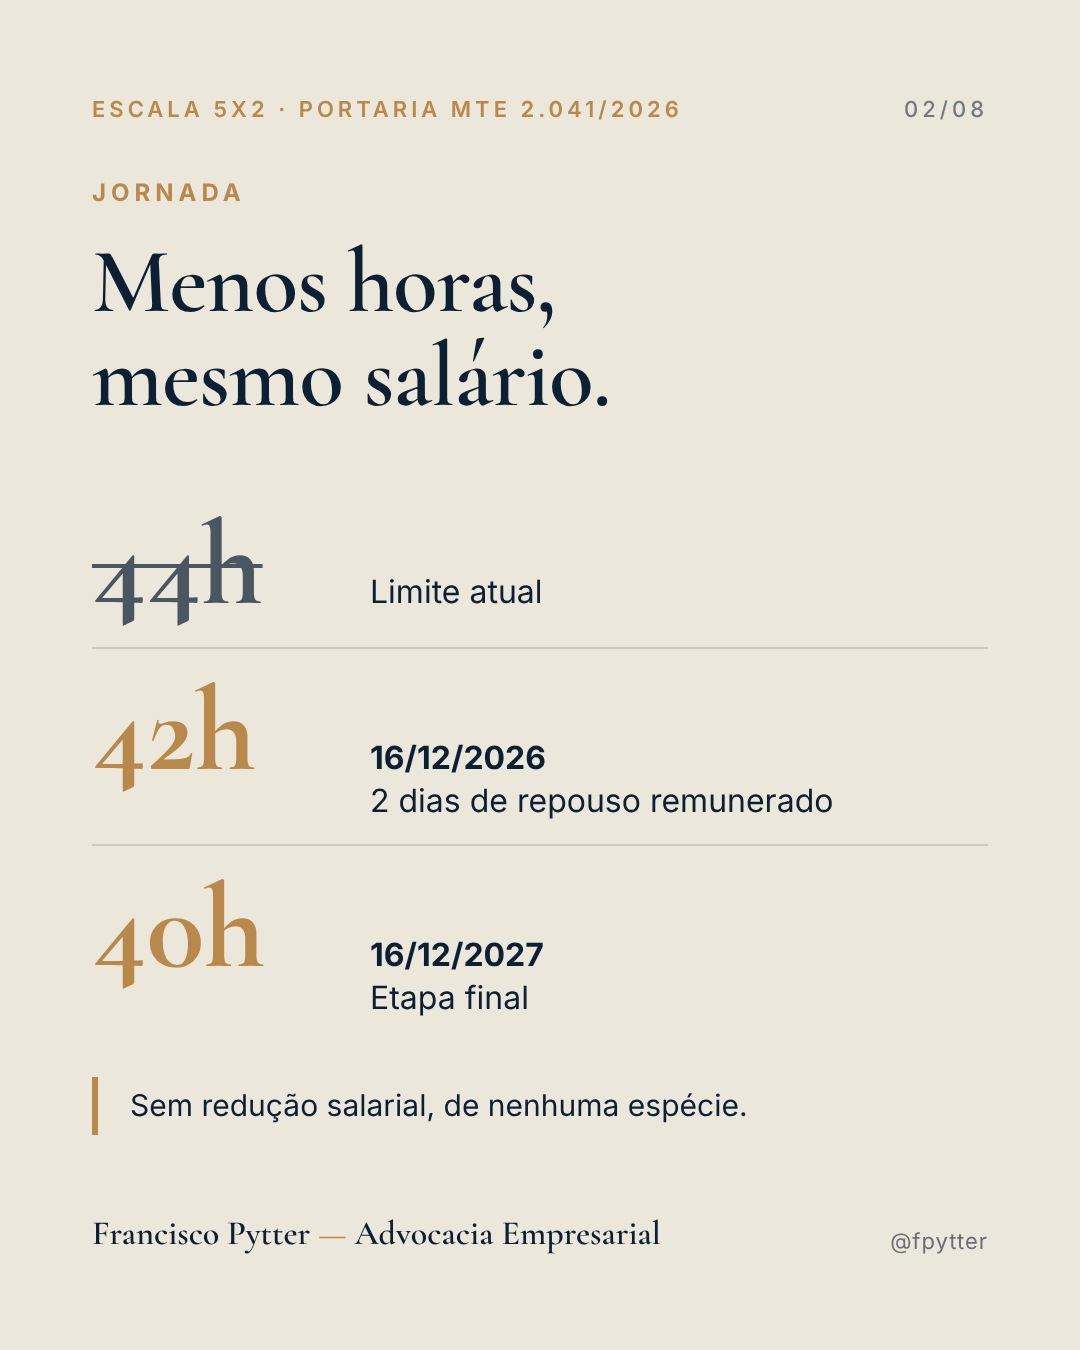 ESCALA 5X2 · PORTARIA MTE 2.041/2026
02/08
JORNADA
Menos horas,
mesmo salário.
44h
Limite atual
42h
16/12/2026
2 dias de repouso remunerado
40h
16/12/2027
Etapa final
Sem redução salarial, de nenhuma espécie.
Francisco Pytter — Advocacia Empresarial
@fpytter